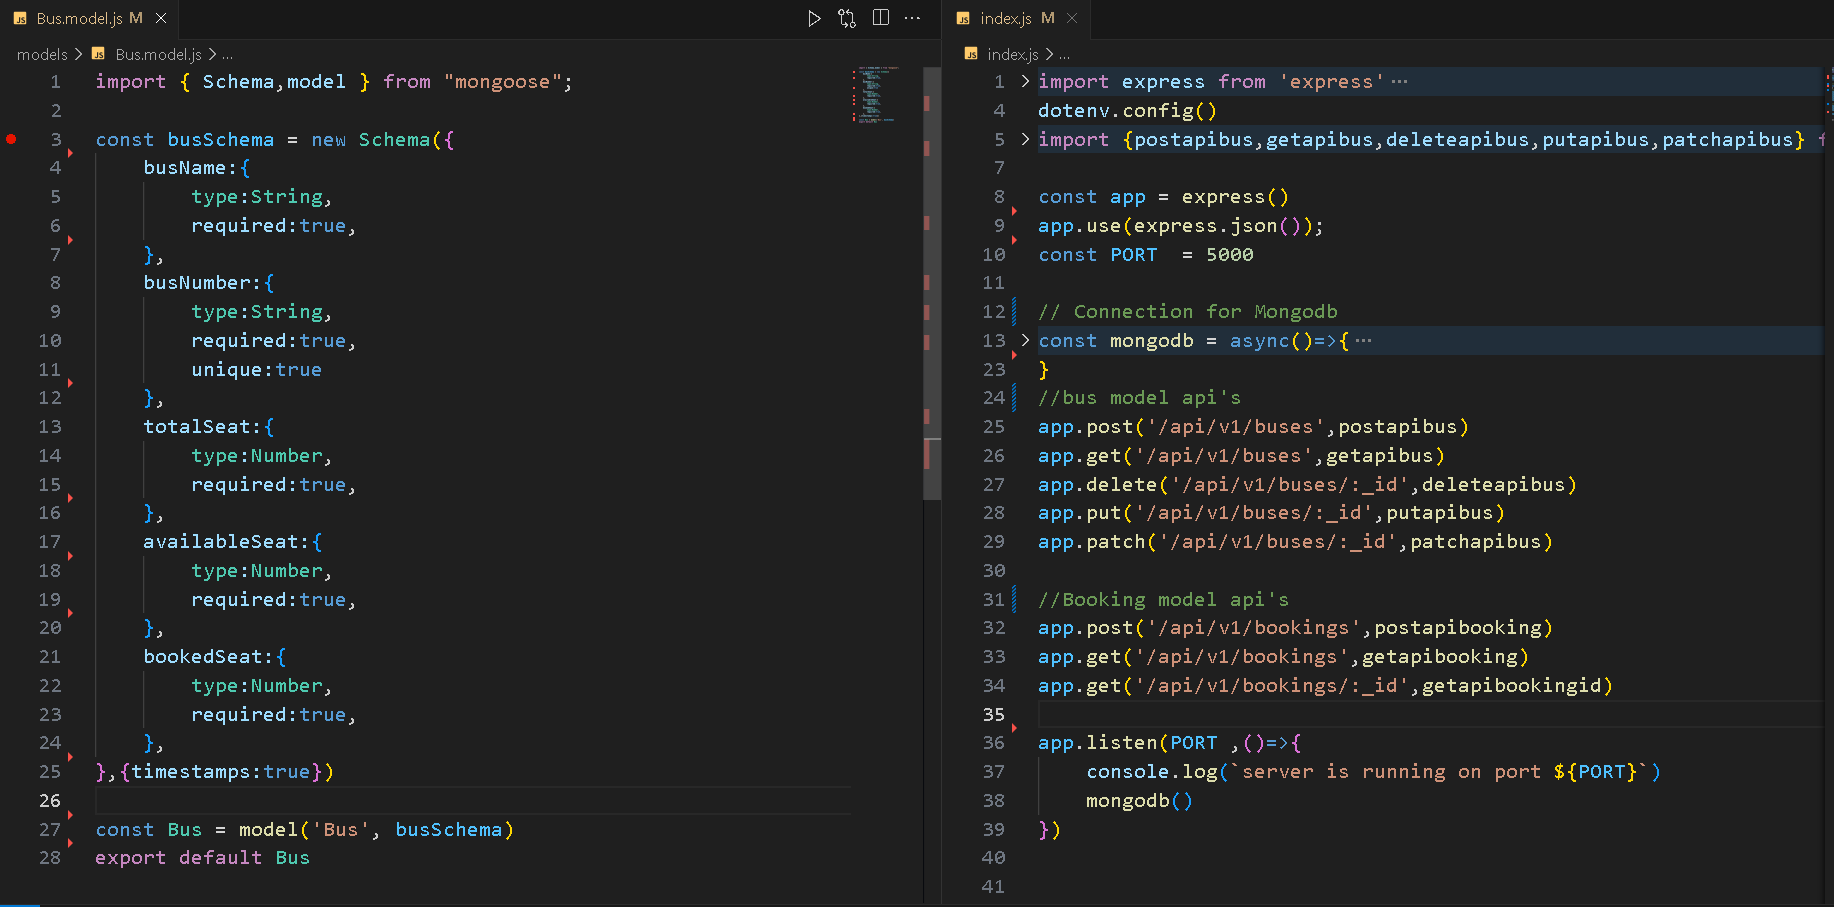 JS Bus.model.js M
models > JS Bus.model.js > ...
1 import { Schema,model } from "mongoose";
2
3 const busSchema = new Schema({
4 busName:{
5 type:String,
6 required:true,
7 },
8 busNumber:{
9 type:String,
10 required:true,
11 unique:true
12 },
13 totalSeat:{
14 type:Number,
15 required:true,
16 },
17 availableSeat:{
18 type:Number,
19 required:true,
20 },
21 bookedSeat:{
22 type:Number,
23 required:true,
24 },
25 },{timestamps:true})
26
27 const Bus = model('Bus', busSchema)
28 export default Bus
JS index.js M
JS index.js > ...
1 import express from 'express' ...
4 dotenv.config()
5 import {postapibus,getapibus,deleteapibus,putapibus,patchapibus} f
7
8 const app = express()
9 app.use(express.json());
10 const PORT  = 5000
11
12 // Connection for Mongodb
13 const mongodb = async()=>{ ...
23 }
24 //bus model api's
25 app.post('/api/v1/buses',postapibus)
26 app.get('/api/v1/buses',getapibus)
27 app.delete('/api/v1/buses/:_id',deleteapibus)
28 app.put('/api/v1/buses/:_id',putapibus)
29 app.patch('/api/v1/buses/:_id',patchapibus)
30
31 //Booking model api's
32 app.post('/api/v1/bookings',postapibooking)
33 app.get('/api/v1/bookings',getapibooking)
34 app.get('/api/v1/bookings/:_id',getapibookingid)
35
36 app.listen(PORT ,()=>{
37 console.log(`server is running on port ${PORT}`)
38 mongodb()
39 })
40
41